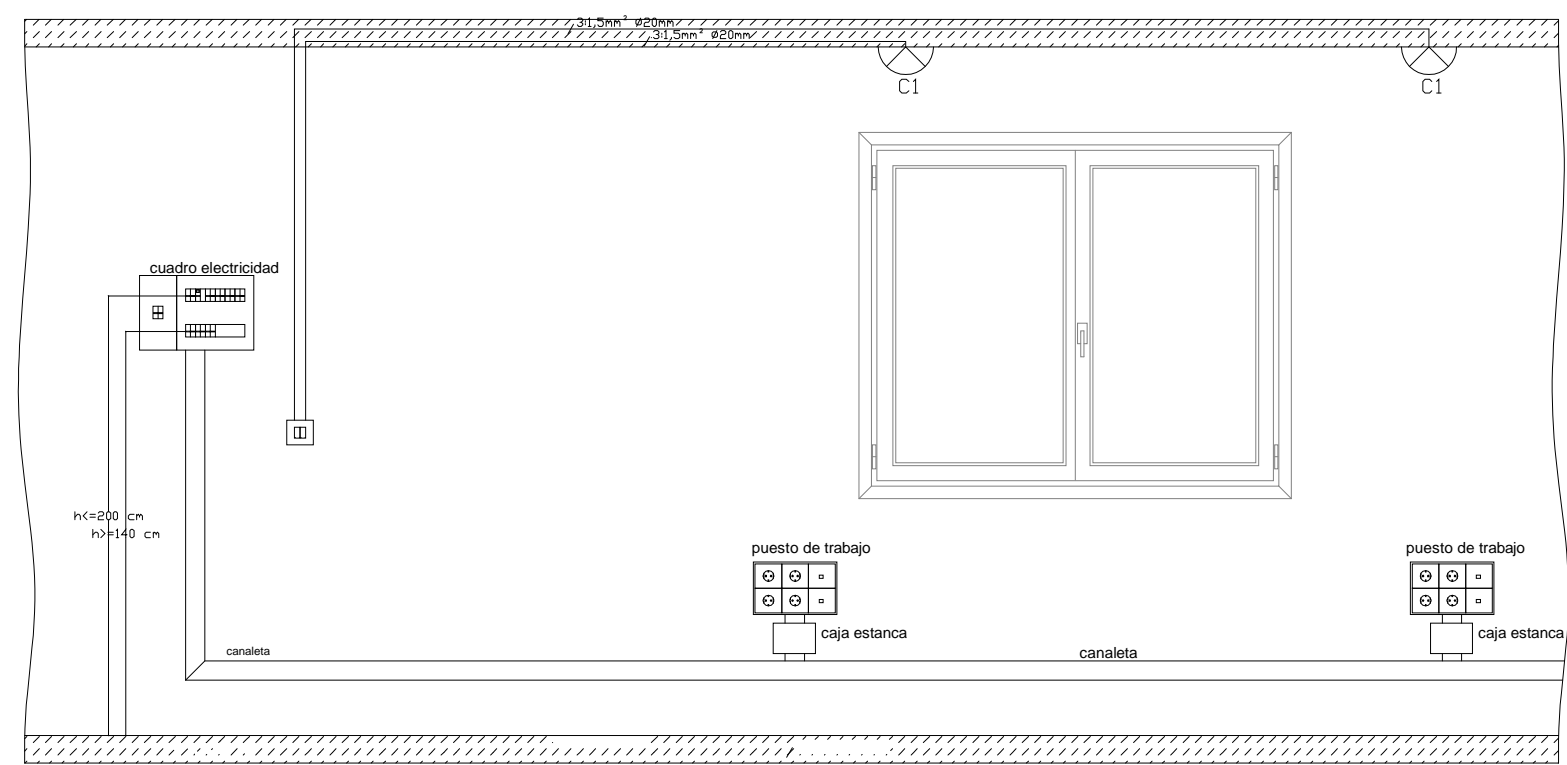 3:1,5mm² Ø20mm
3:1,5mm² Ø20mm
C1
C1
cuadro electricidad
h<=200 cm
h>=140 cm
puesto de trabajo
puesto de trabajo
caja estanca
caja estanca
canaleta
canaleta